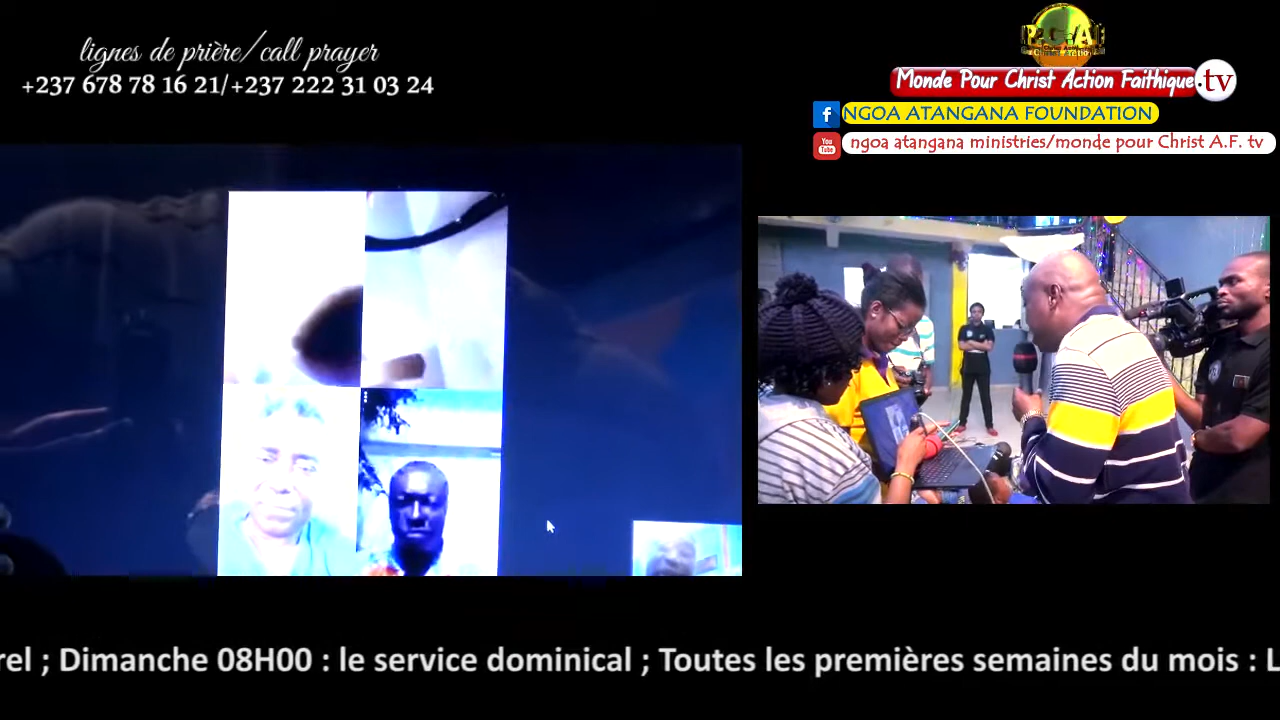 lignes de prière/call prayer
+237 678 78 16 21/+237 222 31 03 24
Monde Pour Christ Action Faithique.tv
f NGOA ATANGANA FOUNDATION
You Tube ngoa atangana ministries/monde pour Christ A.F. tv
rel ; Dimanche 08H00 : le service dominical ; Toutes les premières semaines du mois : L